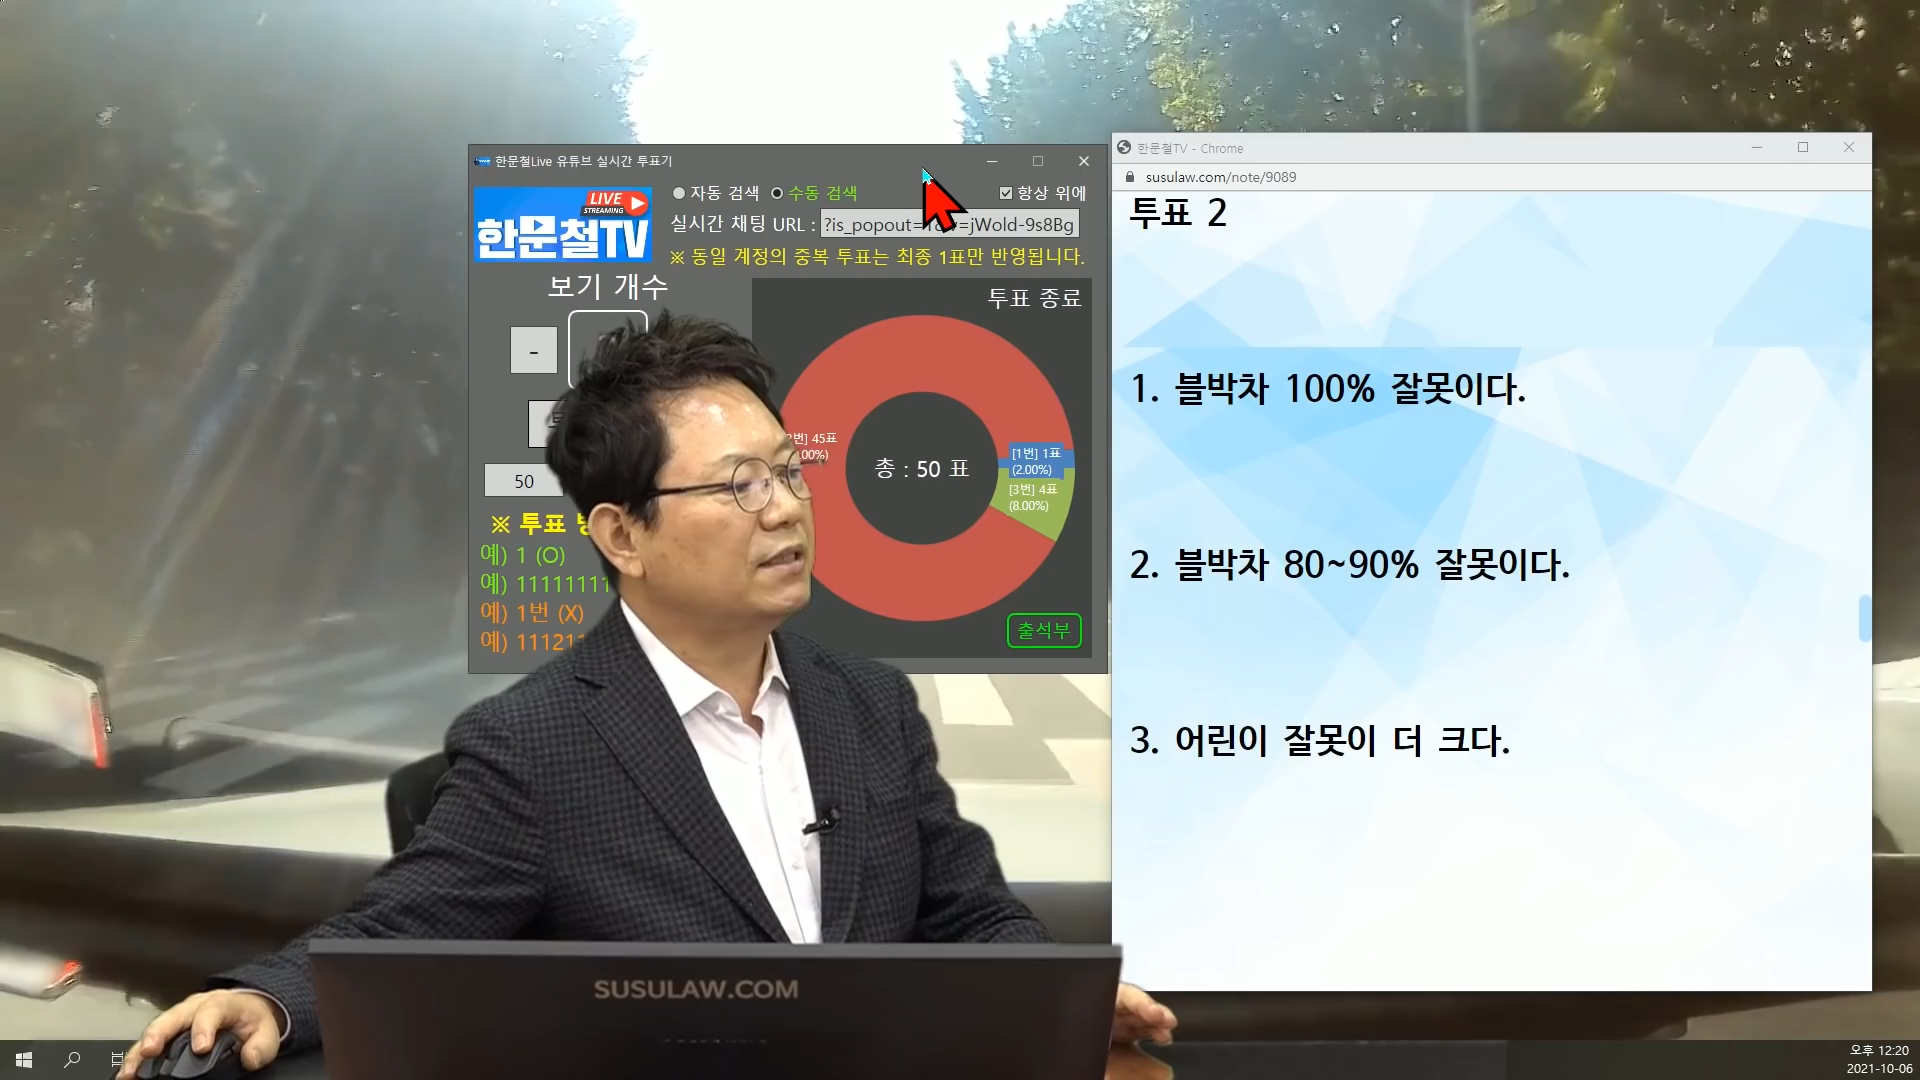 한문철Live 유튜브 실시간 투표기
LIVE
STREAMING
한문철TV
자동 검색 수동 검색 항상 위에
실시간 채팅 URL : ?is_popout= =jWold-9s8Bg
※ 동일 계정의 중복 투표는 최종 1표만 반영됩니다.
보기 개수
-
50
※ 투표
예) 1 (O)
예) 11111111
예) 1번 (X)
예) 11121
투표 종료
45표
총 : 50 표
[1번] 1표
(2.00%)
[3번] 4표
(8.00%)
출석부
한문철TV - Chrome
susulaw.com/note/9089
투표 2
1. 블박차 100% 잘못이다.
2. 블박차 80~90% 잘못이다.
3. 어린이 잘못이 더 크다.
SUSULAW.COM
오후 12:20
2021-10-06